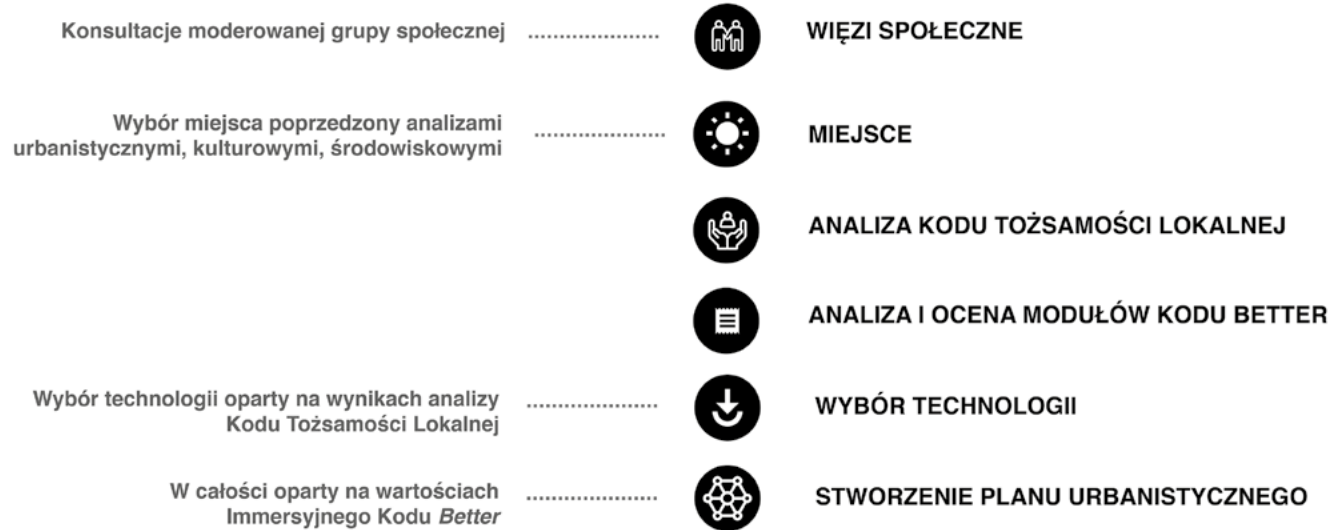 Konsultacje moderowanej grupy społecznej .................... WIĘZI SPOŁECZNE
Wybór miejsca poprzedzony analizami
urbanistycznymi, kulturowymi, środowiskowymi .................... MIEJSCE
ANALIZA KODU TOŻSAMOŚCI LOKALNEJ
ANALIZA I OCENA MODUŁÓW KODU BETTER
Wybór technologii oparty na wynikach analizy
Kodu Tożsamości Lokalnej .................... WYBÓR TECHNOLOGII
W całości oparty na wartościach
Immersyjnego Kodu Better .................... STWORZENIE PLANU URBANISTYCZNEGO